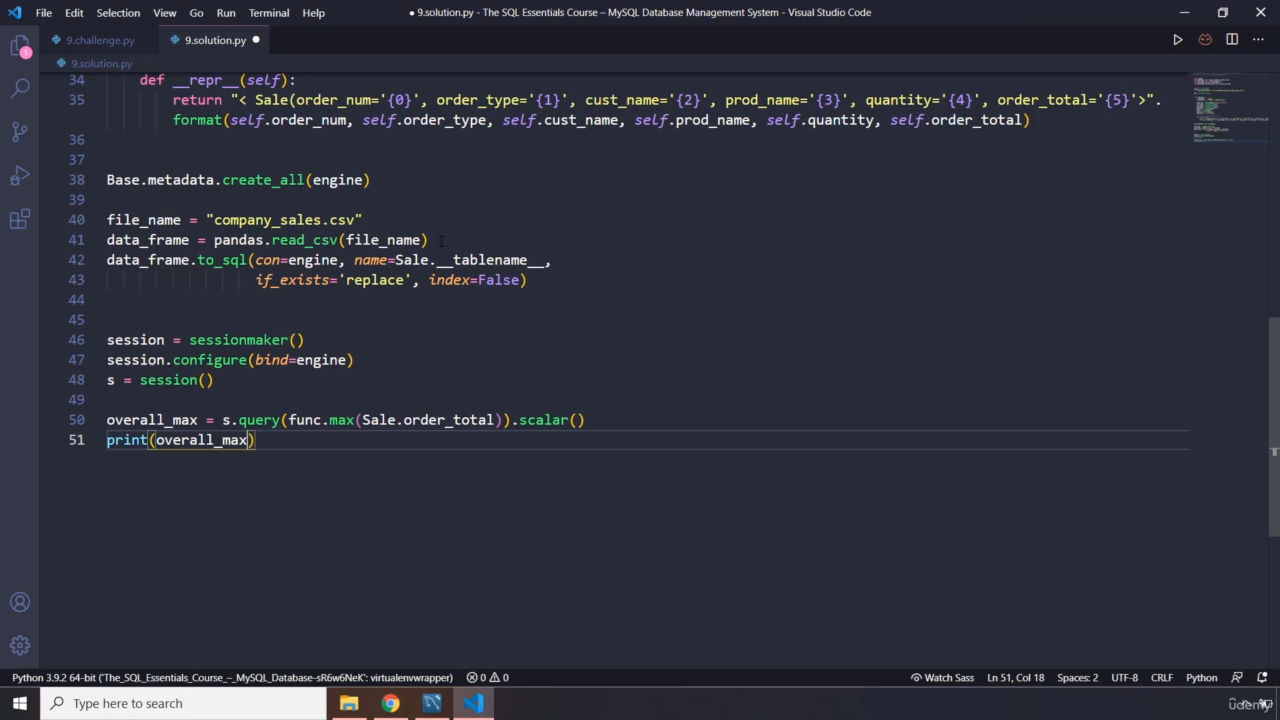 File Edit Selection View Go Run Terminal Help
● 9.solution.py - The SQL Essentials Course – MySQL Database Management System - Visual Studio Code
9.challenge.py
9.solution.py ●
9.solution.py
1
34 def __repr__(self):
35 return "< Sale(order_num='{0}', order_type='{1}', cust_name='{2}', prod_name='{3}', quantity='{4}', order_total='{5}'>".
format(self.order_num, self.order_type, self.cust_name, self.prod_name, self.quantity, self.order_total)
36
37
38 Base.metadata.create_all(engine)
39
40 file_name = "company_sales.csv"
41 data_frame = pandas.read_csv(file_name)
42 data_frame.to_sql(con=engine, name=Sale.__tablename__,
43 if_exists='replace', index=False)
44
45
46 session = sessionmaker()
47 session.configure(bind=engine)
48 s = session()
49
50 overall_max = s.query(func.max(Sale.order_total)).scalar()
51 print(overall_max)
Python 3.9.2 64-bit ('The_SQL_Essentials_Course_–_MySQL_Database-sR6w6NeK': virtualenvwrapper) 0 0 Watch Sass Ln 51, Col 18 Spaces: 2 UTF-8 CRLF Python
Type here to search
udemy